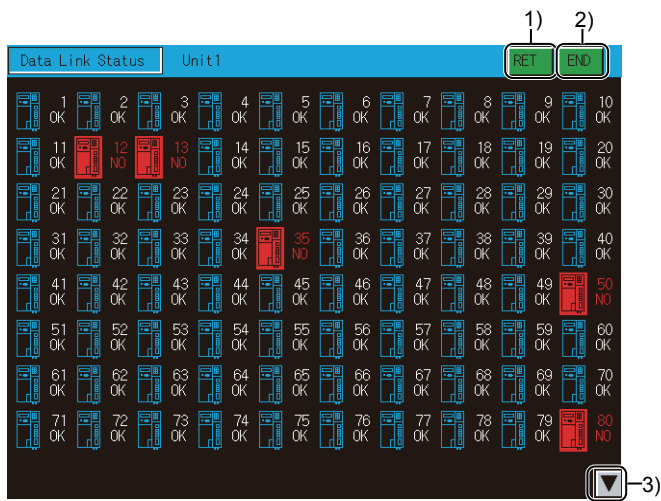 1) 2)
Data Link Status Unit1 RET END
1 2 3 4 5 6 7 8 9 10
OK OK OK OK OK OK OK OK OK OK
11 12 13 14 15 16 17 18 19 20
OK NO NO OK OK OK OK OK OK OK
21 22 23 24 25 26 27 28 29 30
OK OK OK OK OK OK OK OK OK OK
31 32 33 34 35 36 37 38 39 40
OK OK OK OK NO OK OK OK OK OK
41 42 43 44 45 46 47 48 49 50
OK OK OK OK OK OK OK OK OK NO
51 52 53 54 55 56 57 58 59 60
OK OK OK OK OK OK OK OK OK OK
61 62 63 64 65 66 67 68 69 70
OK OK OK OK OK OK OK OK OK OK
71 72 73 74 75 76 77 78 79 80
OK OK OK OK OK OK OK OK OK NO
3)